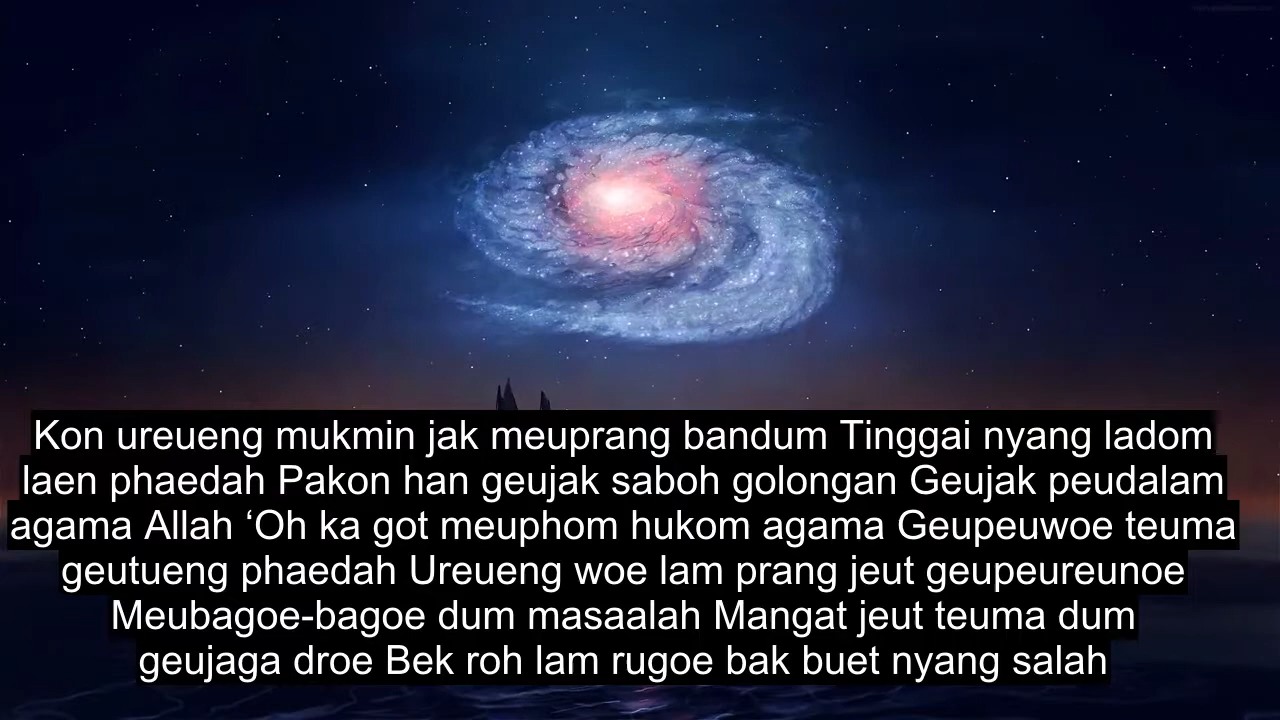 Kon ureueng mukmin jak meuprang bandum Tinggai nyang ladom
laen phaedah Pakon han geujak saboh golongan Geujak peudalam
agama Allah ‘Oh ka got meuphom hukom agama Geupeuwoe teuma
geutueng phaedah Ureueng woe lam prang jeut geupeureunoe
Meubagoe-bagoe dum masaalah Mangat jeut teuma dum
geujaga droe Bek roh lam rugoe bak buet nyang salah